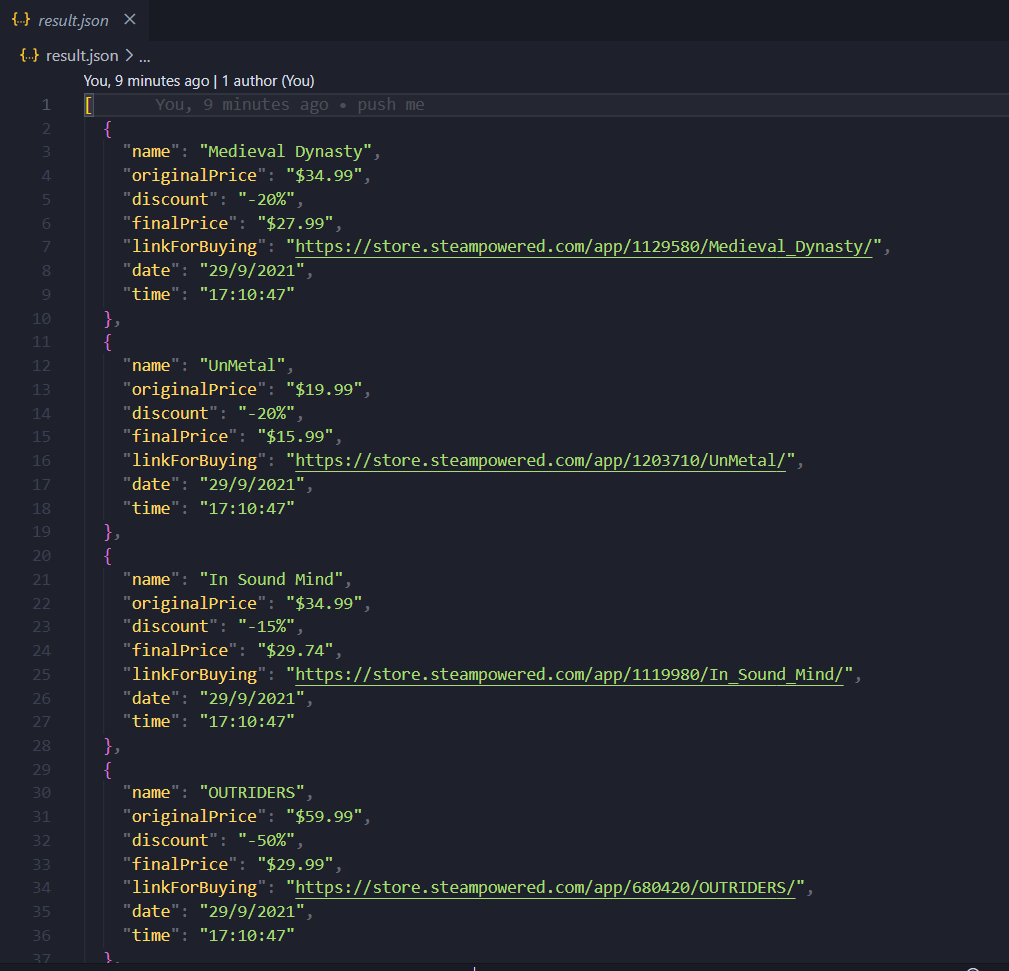 {..} result.json ×
{..} result.json > ...
You, 9 minutes ago | 1 author (You)
1 [ You, 9 minutes ago • push me
2 {
3 "name": "Medieval Dynasty",
4 "originalPrice": "$34.99",
5 "discount": "-20%",
6 "finalPrice": "$27.99",
7 "linkForBuying": "https://store.steampowered.com/app/1129580/Medieval_Dynasty/",
8 "date": "29/9/2021",
9 "time": "17:10:47"
10 },
11 {
12 "name": "UnMetal",
13 "originalPrice": "$19.99",
14 "discount": "-20%",
15 "finalPrice": "$15.99",
16 "linkForBuying": "https://store.steampowered.com/app/1203710/UnMetal/",
17 "date": "29/9/2021",
18 "time": "17:10:47"
19 },
20 {
21 "name": "In Sound Mind",
22 "originalPrice": "$34.99",
23 "discount": "-15%",
24 "finalPrice": "$29.74",
25 "linkForBuying": "https://store.steampowered.com/app/1119980/In_Sound_Mind/",
26 "date": "29/9/2021",
27 "time": "17:10:47"
28 },
29 {
30 "name": "OUTRIDERS",
31 "originalPrice": "$59.99",
32 "discount": "-50%",
33 "finalPrice": "$29.99",
34 "linkForBuying": "https://store.steampowered.com/app/680420/OUTRIDERS/",
35 "date": "29/9/2021",
36 "time": "17:10:47"
37 },